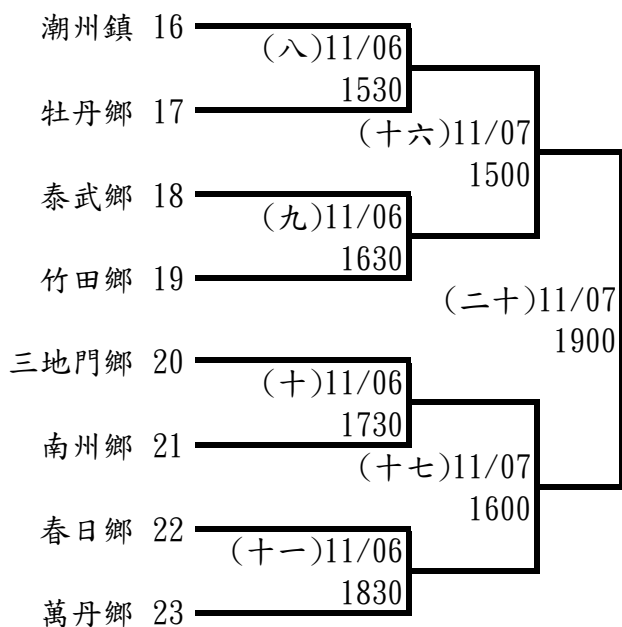 潮州鎮 16
(八)11/06
1530
牡丹鄉 17
(十六)11/07
1500
泰武鄉 18
(九)11/06
1630
竹田鄉 19
(二十)11/07
1900
三地門鄉 20
(十)11/06
1730
南州鄉 21
(十七)11/07
1600
春日鄉 22
(十一)11/06
1830
萬丹鄉 23